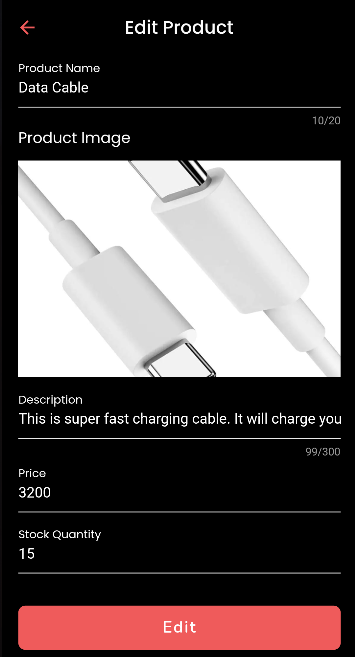 Edit Product
Product Name
Data Cable
10/20
Product Image
Description
This is super fast charging cable. It will charge you
99/300
Price
3200
Stock Quantity
15
Edit